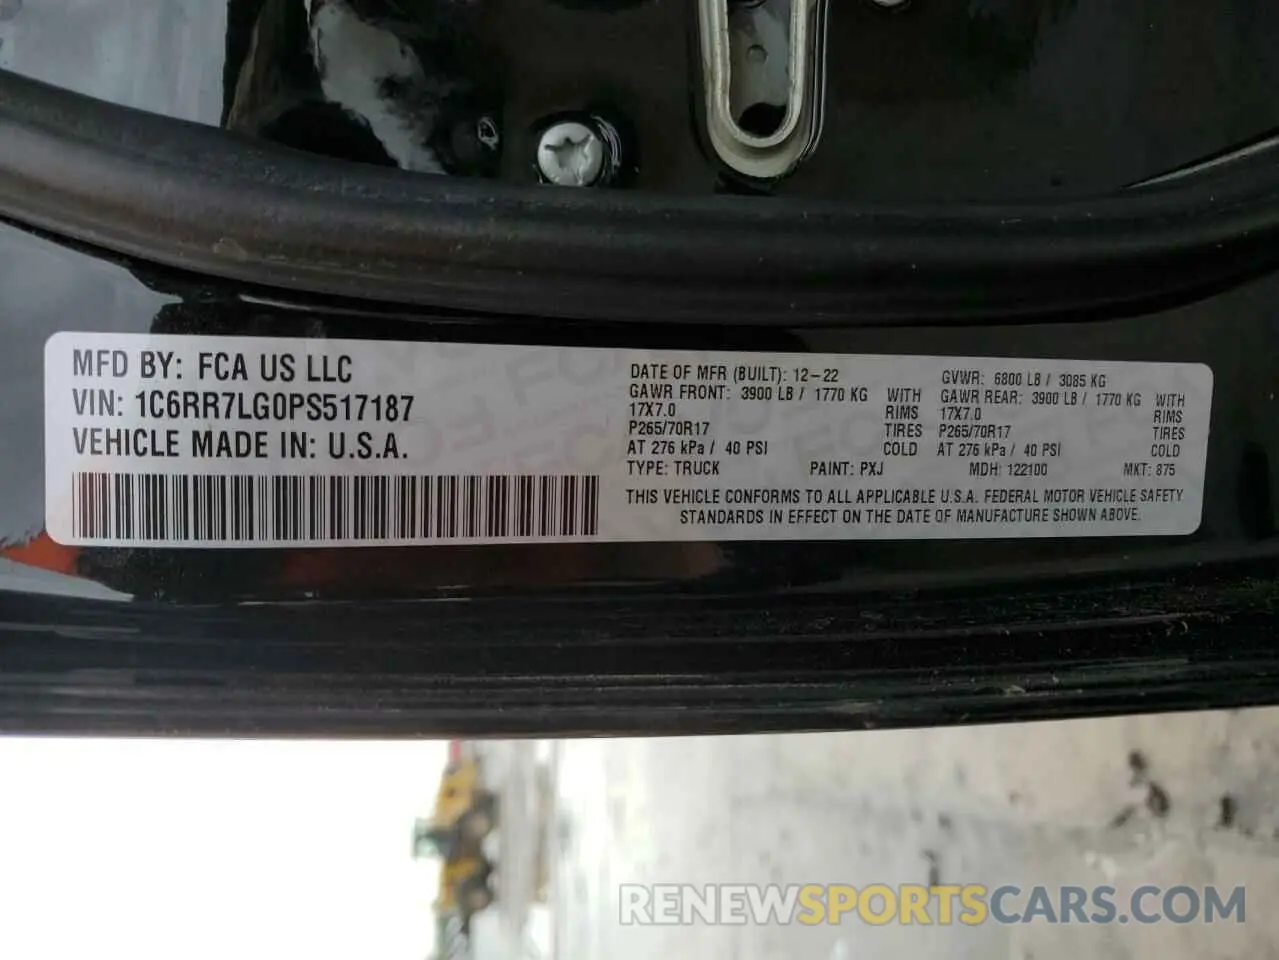 MFD BY: FCA US LLC
VIN: 1C6RR7LG0PS517187
VEHICLE MADE IN: U.S.A.
DATE OF MFR (BUILT): 12-22 GVWR: 6800 LB / 3085 KG
GAWR FRONT: 3900 LB / 1770 KG WITH GAWR REAR: 3900 LB / 1770 KG WITH
17X7.0 RIMS 17X7.0 RIMS
P265/70R17 TIRES P265/70R17 TIRES
AT 276 kPa / 40 PSI COLD AT 276 kPa / 40 PSI COLD
TYPE: TRUCK PAINT: PXJ MDH: 122100 MKT: 875
THIS VEHICLE CONFORMS TO ALL APPLICABLE U.S.A. FEDERAL MOTOR VEHICLE SAFETY
STANDARDS IN EFFECT ON THE DATE OF MANUFACTURE SHOWN ABOVE.
RENEWSPORTSCARS.COM